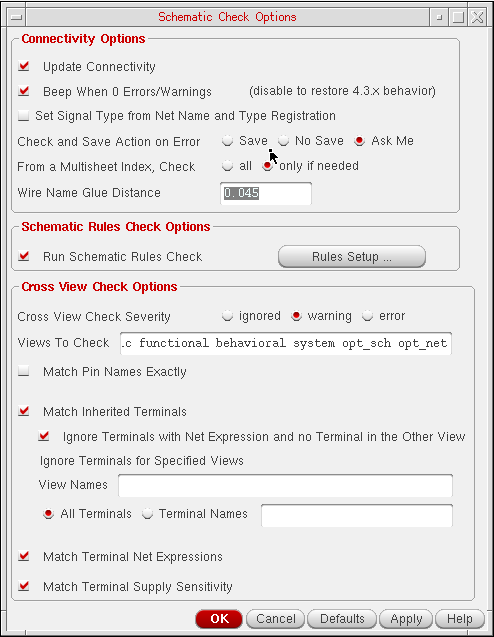 Schematic Check Options
Connectivity Options
Update Connectivity
Beep When 0 Errors/Warnings (disable to restore 4.3.x behavior)
Set Signal Type from Net Name and Type Registration
Check and Save Action on Error Save No Save Ask Me
From a Multisheet Index, Check all only if needed
Wire Name Glue Distance 0.045
Schematic Rules Check Options
Run Schematic Rules Check Rules Setup ...
Cross View Check Options
Cross View Check Severity ignored warning error
Views To Check .c functional behavioral system opt_sch opt_net
Match Pin Names Exactly
Match Inherited Terminals
Ignore Terminals with Net Expression and no Terminal in the Other View
Ignore Terminals for Specified Views
View Names
All Terminals Terminal Names
Match Terminal Net Expressions
Match Terminal Supply Sensitivity
OK Cancel Defaults Apply Help